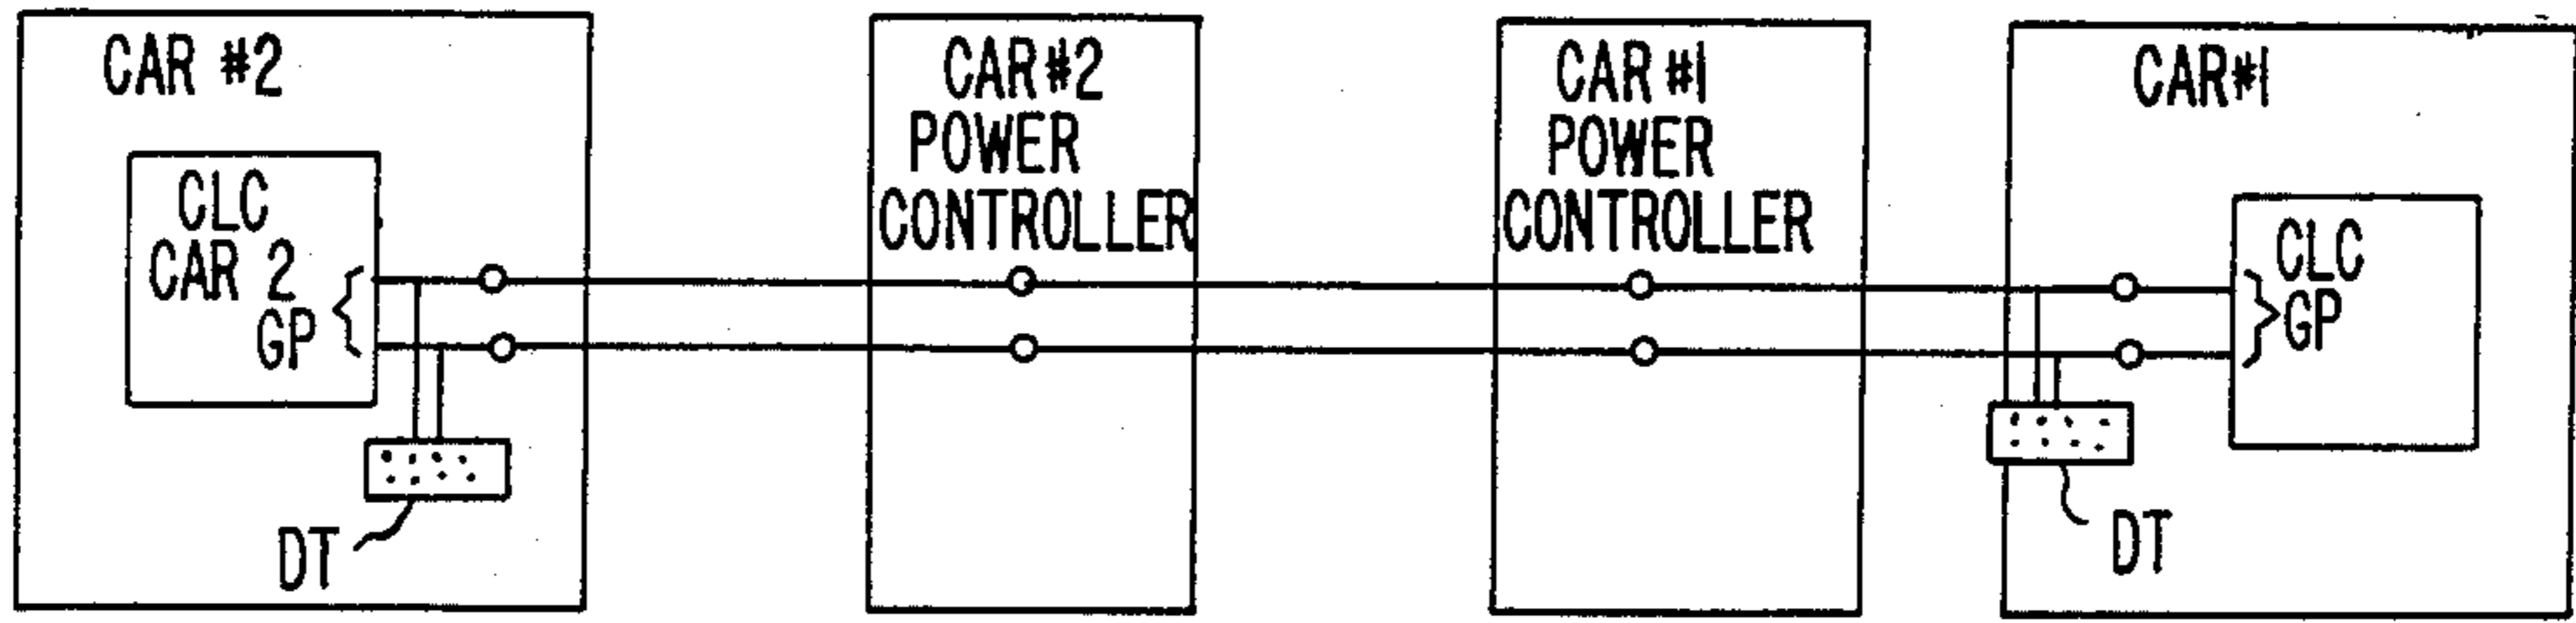 CAR #2
CLC
CAR 2
GP
DT
CAR #2
POWER
CONTROLLER
CAR #1
POWER
CONTROLLER
CAR #1
CLC
GP
DT